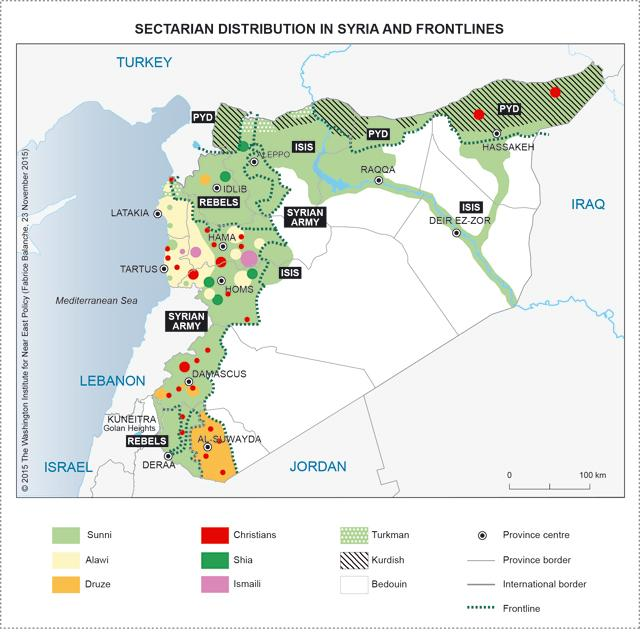 SECTARIAN DISTRIBUTION IN SYRIA AND FRONTLINES
TURKEY
PYD
PYD
PYD
ISIS
HASSAKEH
ALEPPO
RAQQA
IDLIB
REBELS
ISIS
SYRIAN
ARMY
LATAKIA
DEIR EZ-ZOR
IRAQ
HAMA
TARTUS
ISIS
HOMS
Mediterranean Sea
SYRIAN
ARMY
LEBANON
DAMASCUS
KUNEITRA
Golan Heights
REBELS
AL-SUWAYDA
DERAA
ISRAEL
JORDAN
0 100 km
© 2015 The Washington Institute for Near East Policy (Fabrice Balanche, 23 November 2015)
Sunni
Christians
Turkman
Province centre
Alawi
Shia
Kurdish
Province border
Druze
Ismaili
Bedouin
International border
Frontline